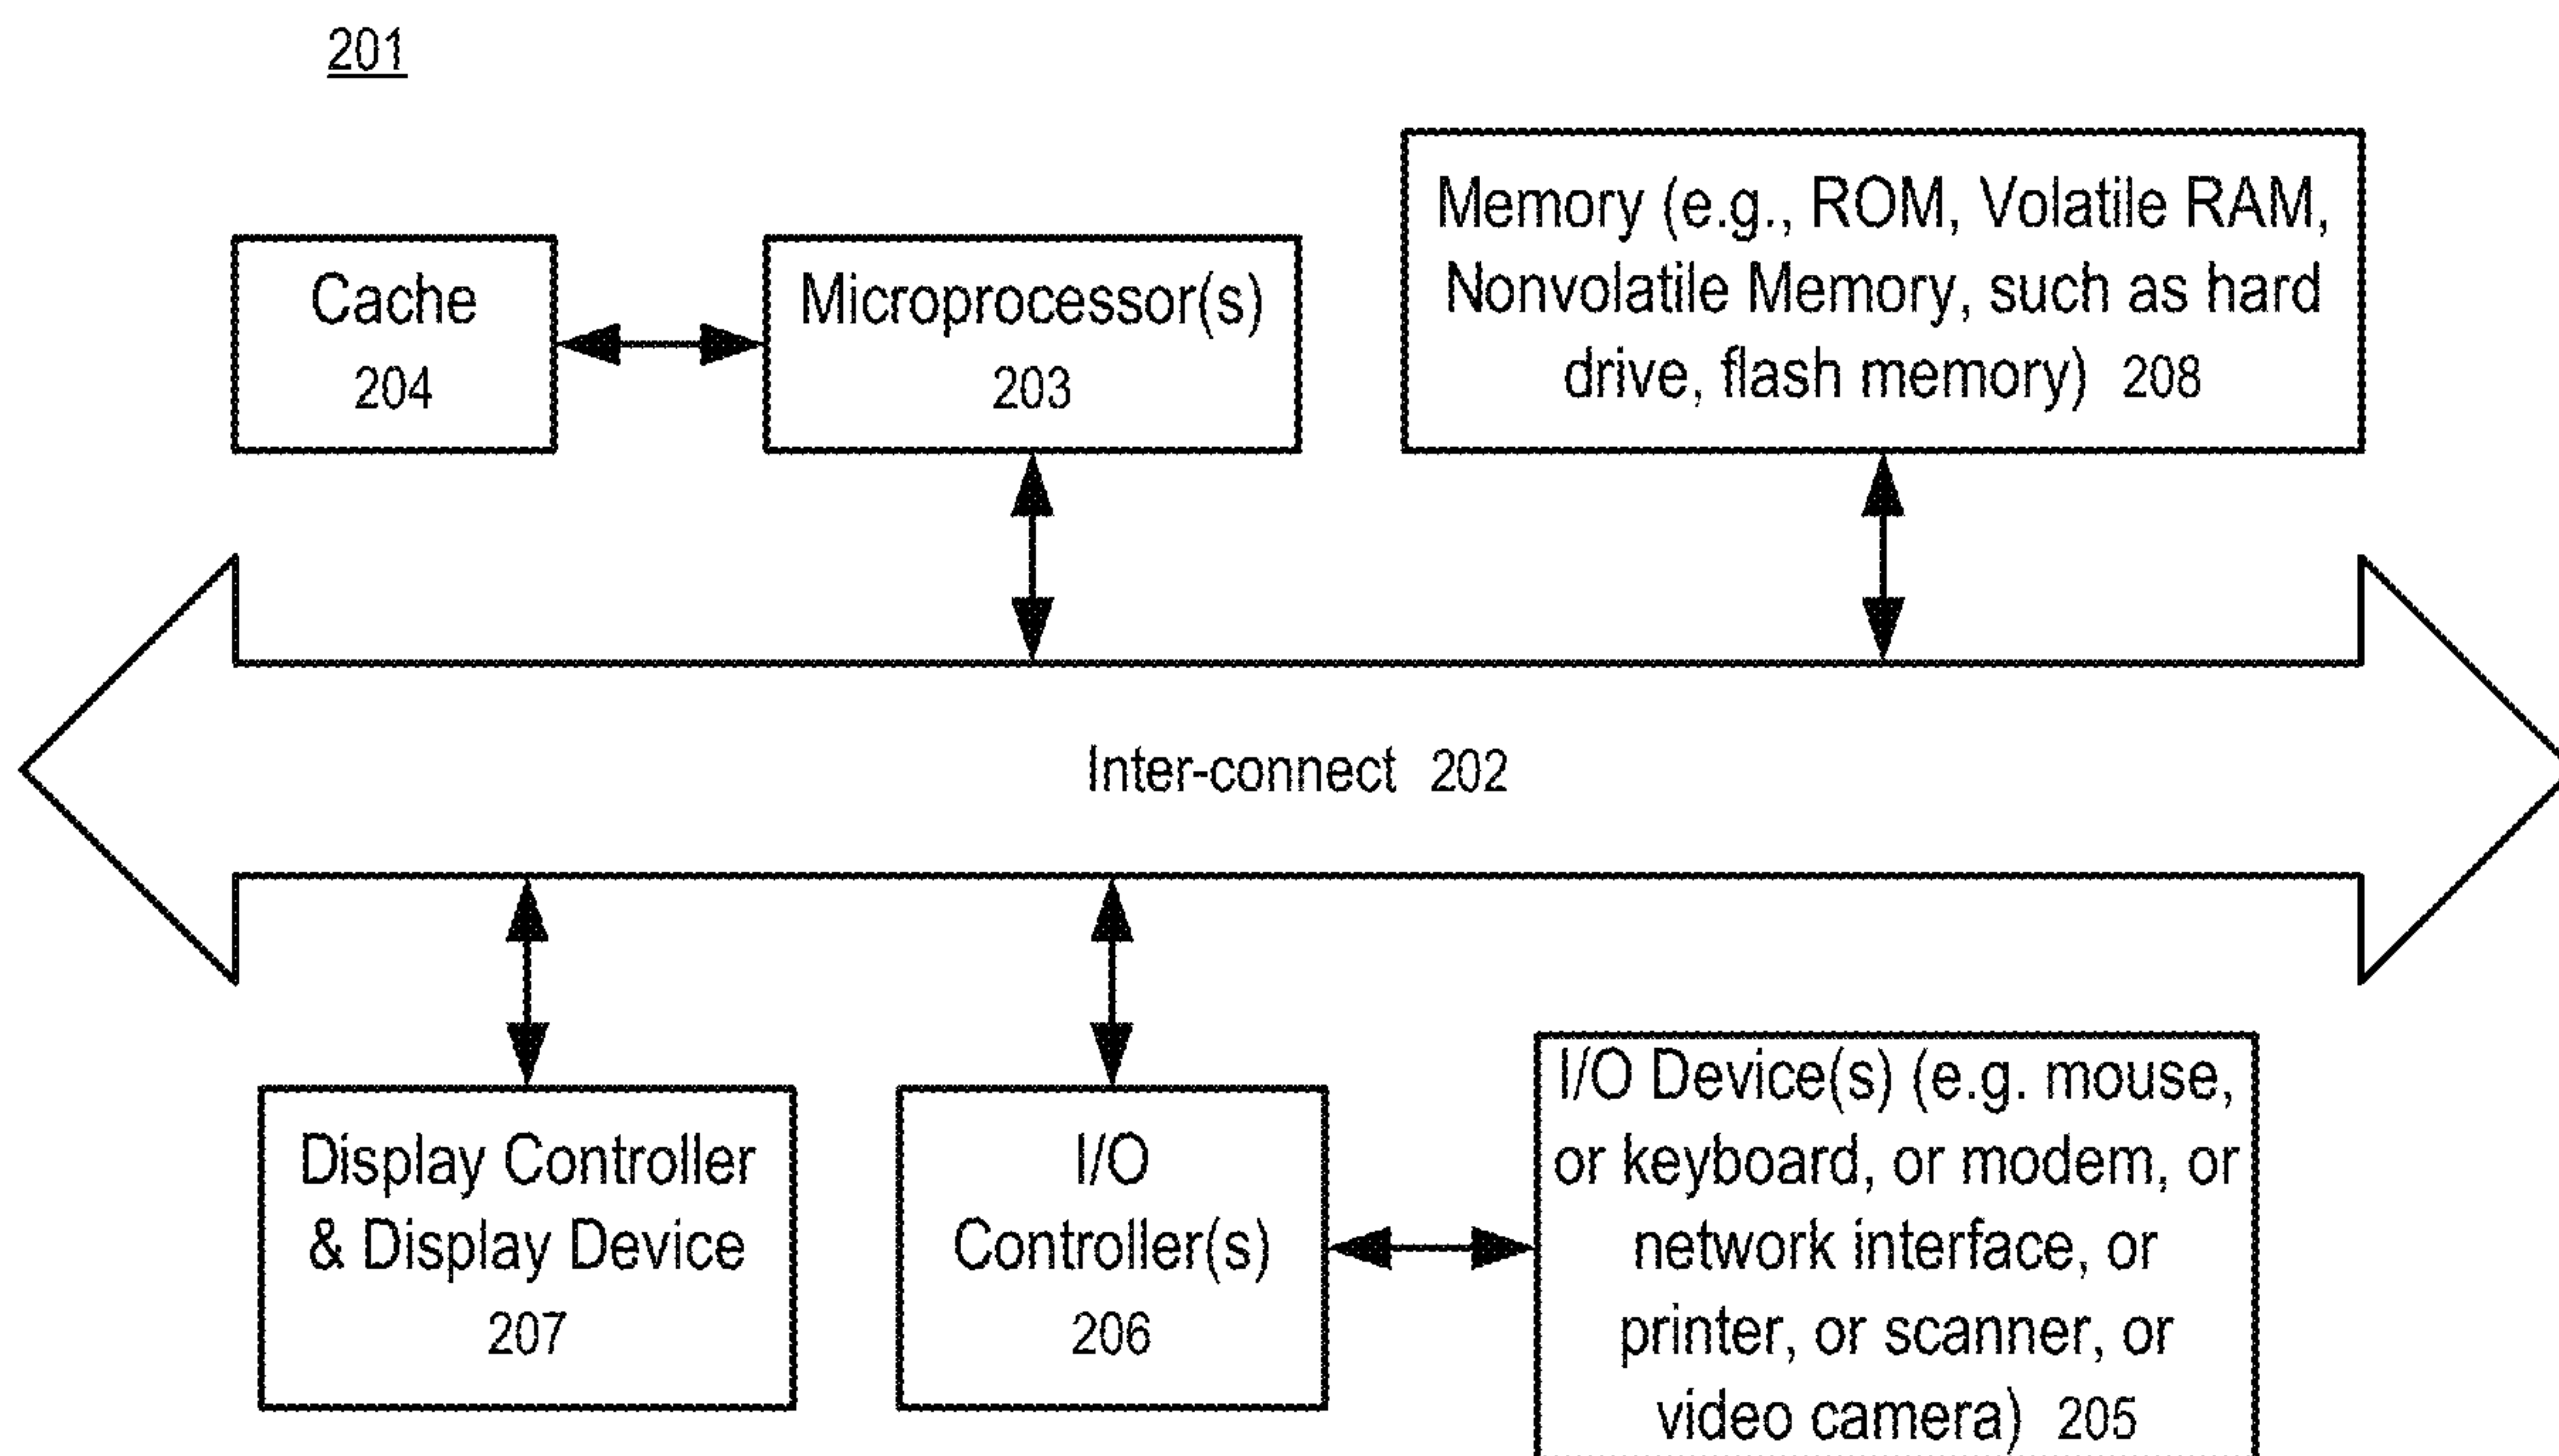 201
Cache
204
Microprocessor(s)
203
Memory (e.g., ROM, Volatile RAM,
Nonvolatile Memory, such as hard
drive, flash memory) 208
Inter-connect 202
Display Controller
& Display Device
207
I/O
Controller(s)
206
I/O Device(s) (e.g. mouse,
or keyboard, or modem, or
network interface, or
printer, or scanner, or
video camera) 205